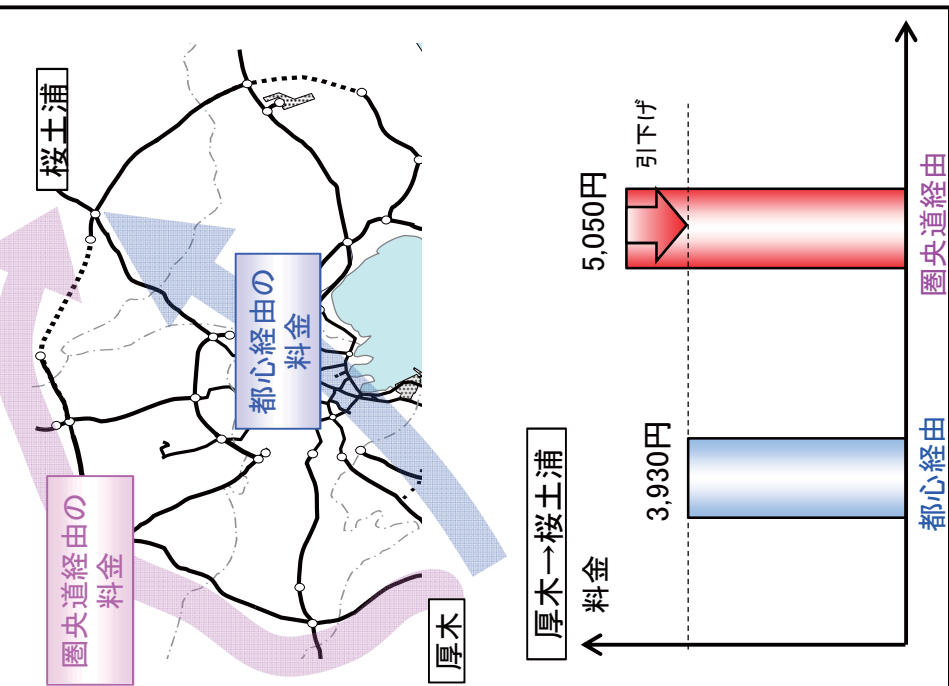 桜土浦
圏央道経由の
料金
都心経由の
料金
厚木
厚木→桜土浦
料金
3,930円
5,050円
引下げ
都心経由
圏央道経由